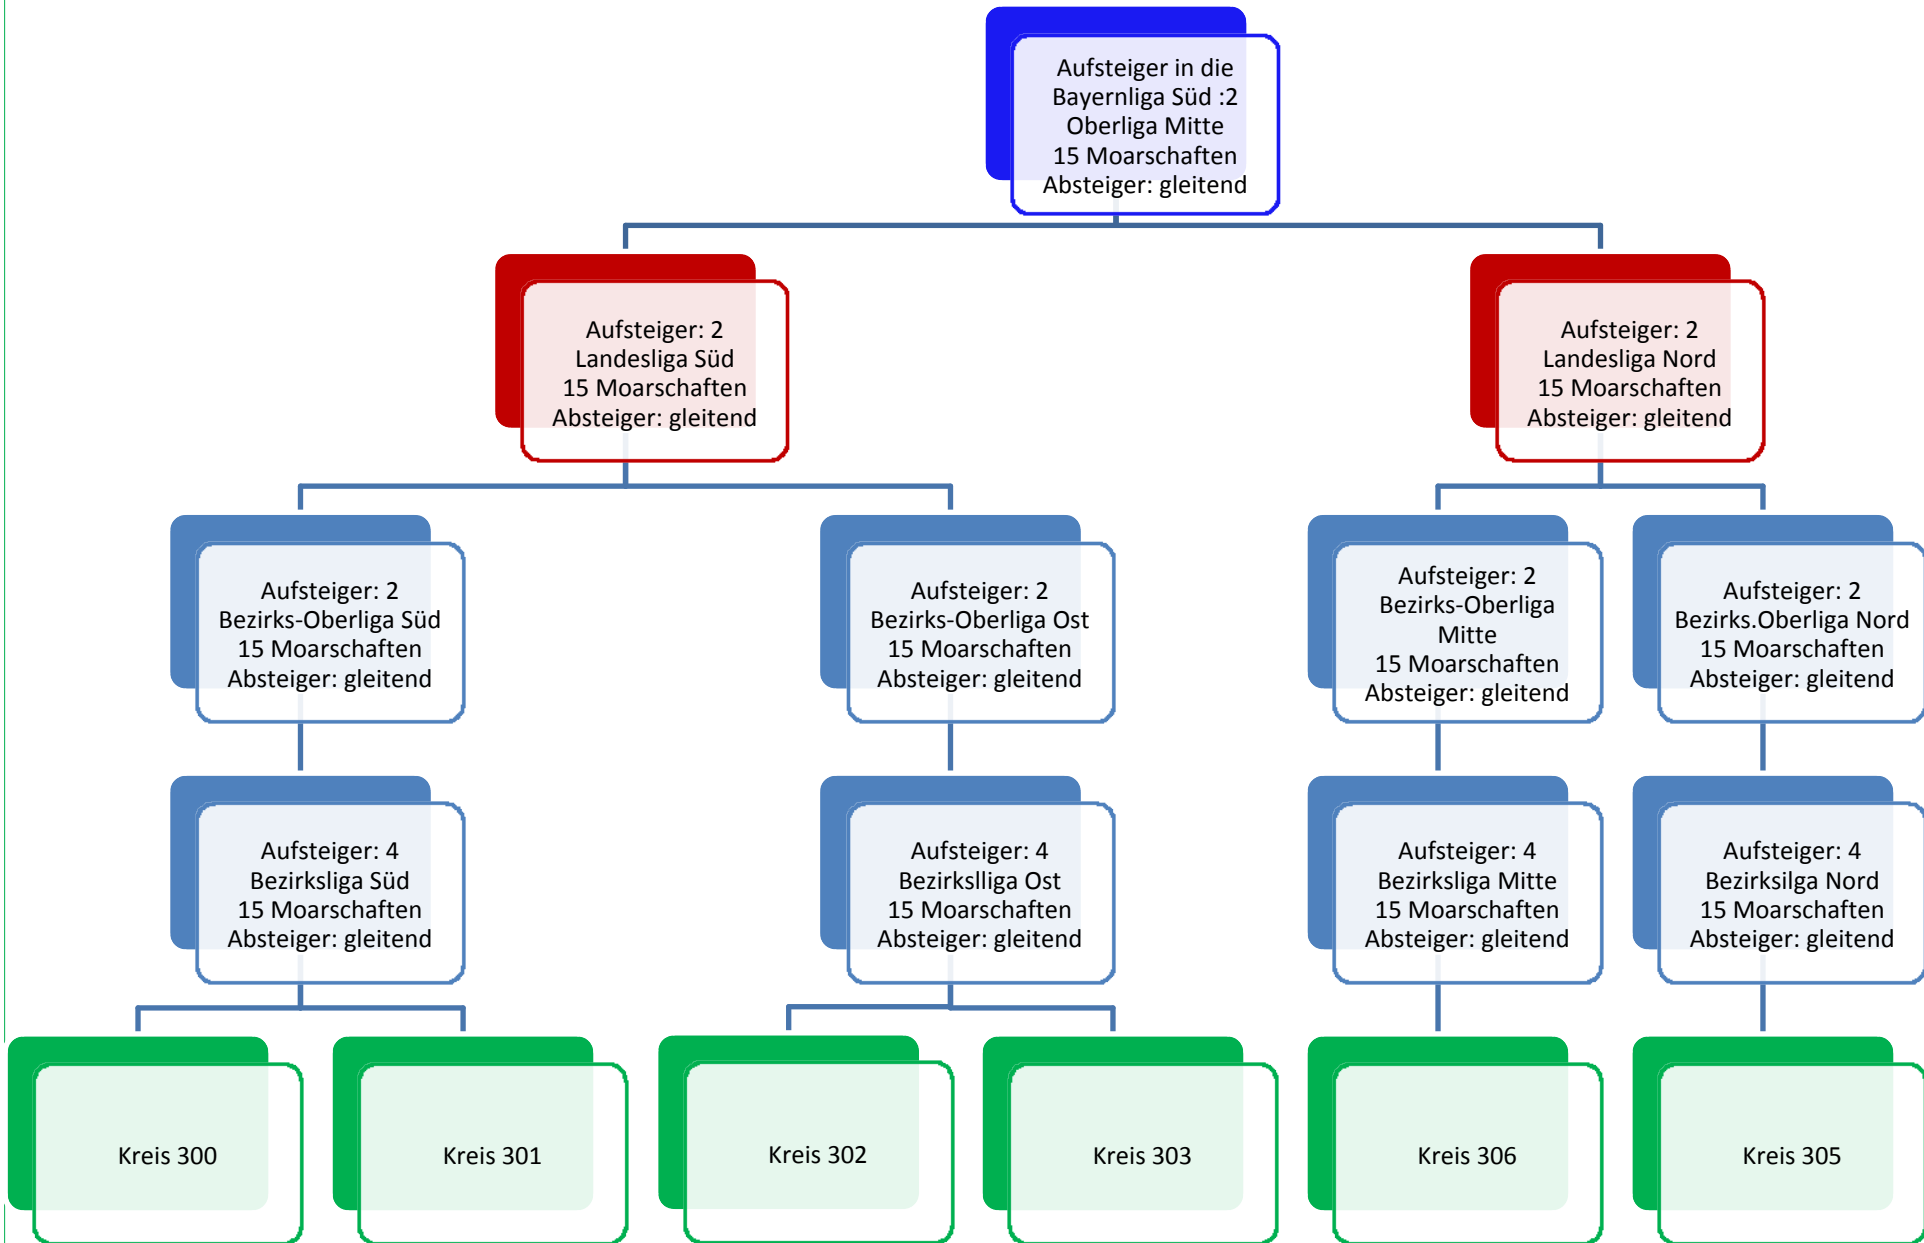 Aufsteiger in die
Bayernliga Süd :2
Oberliga Mitte
15 Moarschaften
Absteiger: gleitend
Aufsteiger: 2
Landesliga Süd
15 Moarschaften
Absteiger: gleitend
Aufsteiger: 2
Landesliga Nord
15 Moarschaften
Absteiger: gleitend
Aufsteiger: 2
Bezirks-Oberliga Süd
15 Moarschaften
Absteiger: gleitend
Aufsteiger: 2
Bezirks-Oberliga Ost
15 Moarschaften
Absteiger: gleitend
Aufsteiger: 2
Bezirks-Oberliga
Mitte
15 Moarschaften
Absteiger: gleitend
Aufsteiger: 2
Bezirks.Oberliga Nord
15 Moarschaften
Absteiger: gleitend
Aufsteiger: 4
Bezirksliga Süd
15 Moarschaften
Absteiger: gleitend
Aufsteiger: 4
Bezirkslliga Ost
15 Moarschaften
Absteiger: gleitend
Aufsteiger: 4
Bezirksliga Mitte
15 Moarschaften
Absteiger: gleitend
Aufsteiger: 4
Bezirksilga Nord
15 Moarschaften
Absteiger: gleitend
Kreis 300
Kreis 301
Kreis 302
Kreis 303
Kreis 306
Kreis 305